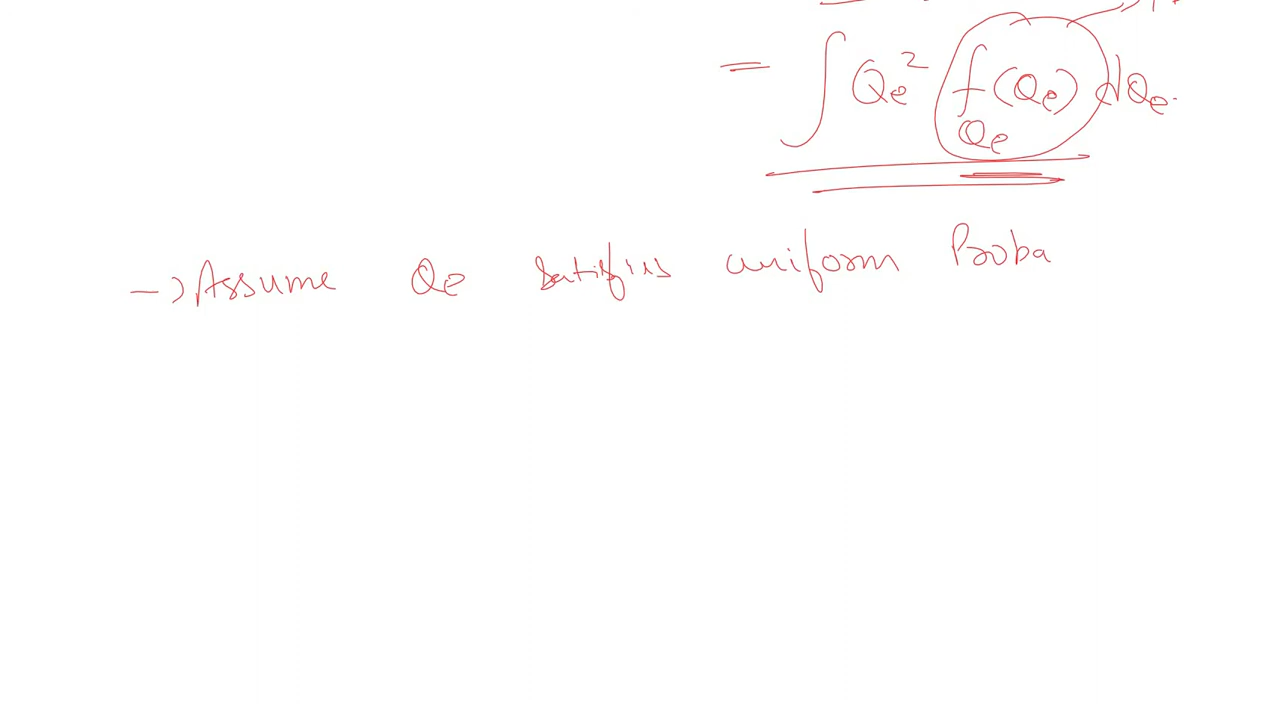 = ∫ Qe² f(Qe) dQe.
Qe
→ Assume Qe satisfies uniform Proba